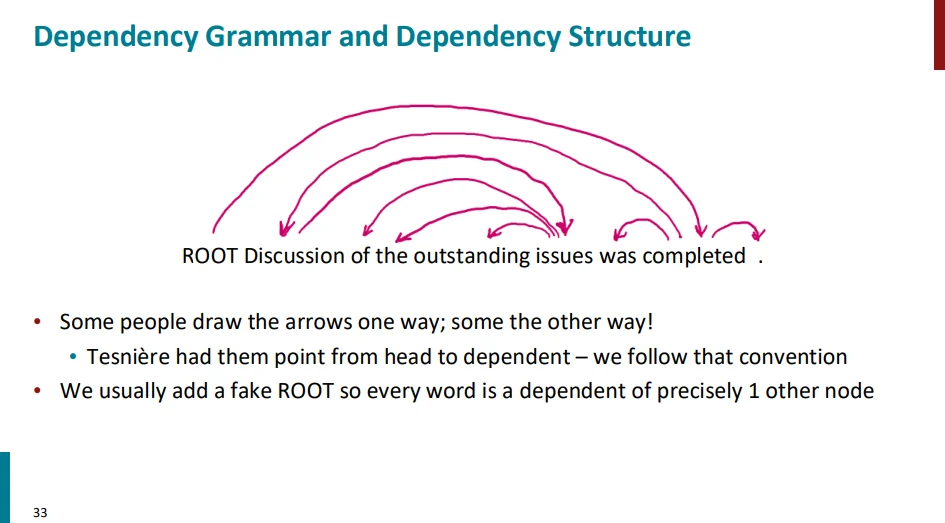 Dependency Grammar and Dependency Structure
ROOT Discussion of the outstanding issues was completed .
• Some people draw the arrows one way; some the other way!
• Tesnière had them point from head to dependent – we follow that convention
• We usually add a fake ROOT so every word is a dependent of precisely 1 other node
33